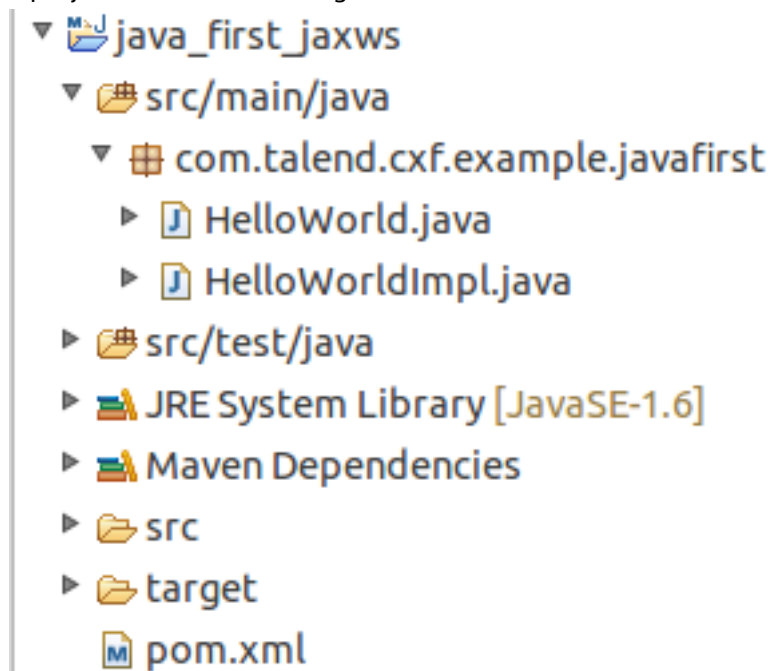 java_first_jaxws
src/main/java
com.talend.cxf.example.javafirst
HelloWorld.java
HelloWorldImpl.java
src/test/java
JRE System Library [JavaSE-1.6]
Maven Dependencies
src
target
pom.xml